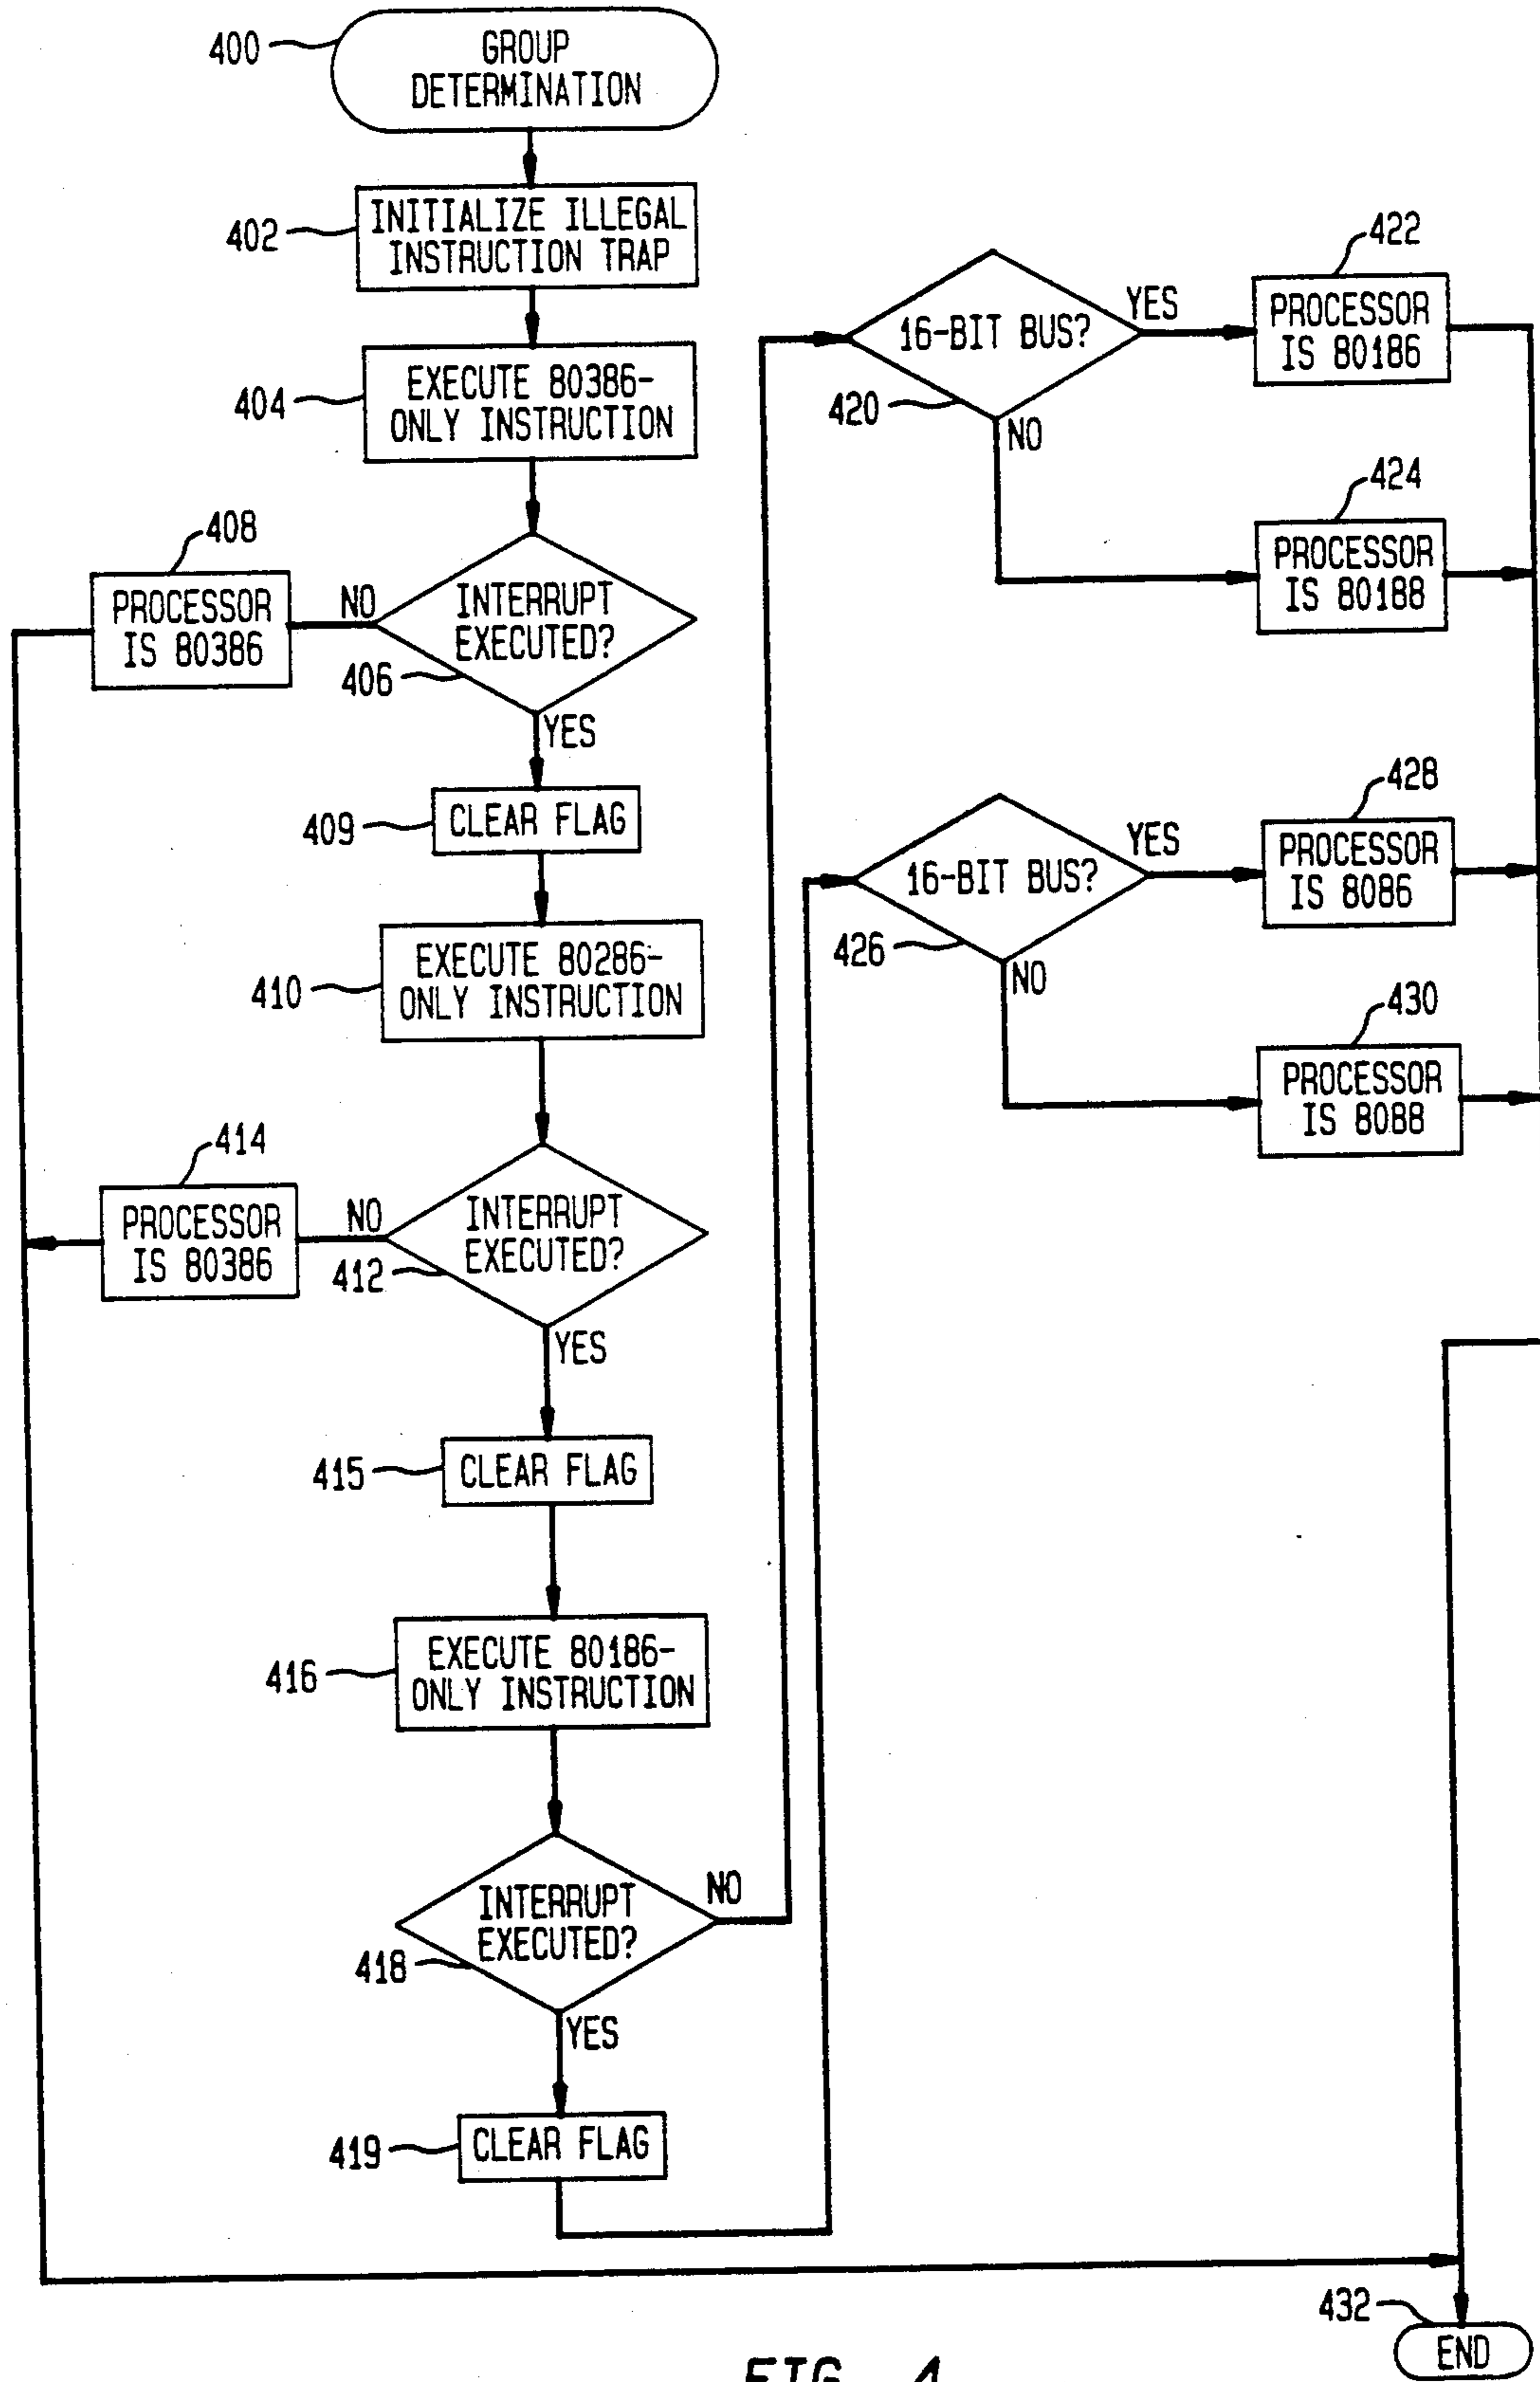 400
GROUP
DETERMINATION
402
INITIALIZE ILLEGAL
INSTRUCTION TRAP
404
EXECUTE 80386-
ONLY INSTRUCTION
406
INTERRUPT
EXECUTED?
NO
408
PROCESSOR
IS 80386
YES
409
CLEAR FLAG
410
EXECUTE 80286-
ONLY INSTRUCTION
412
INTERRUPT
EXECUTED?
NO
414
PROCESSOR
IS 80386
YES
415
CLEAR FLAG
416
EXECUTE 80186-
ONLY INSTRUCTION
418
INTERRUPT
EXECUTED?
NO
YES
419
CLEAR FLAG
420
16-BIT BUS?
YES
422
PROCESSOR
IS 80186
NO
424
PROCESSOR
IS 80188
426
16-BIT BUS?
YES
428
PROCESSOR
IS 8086
NO
430
PROCESSOR
IS 8088
432
END
FIG. 4